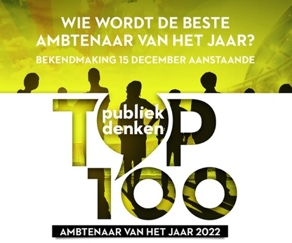 WIE WORDT DE BESTE
AMBTENAAR VAN HET JAAR?
BEKENDMAKING 15 DECEMBER AANSTAANDE
publiek
denken
TOP
100
AMBTENAAR VAN HET JAAR 2022